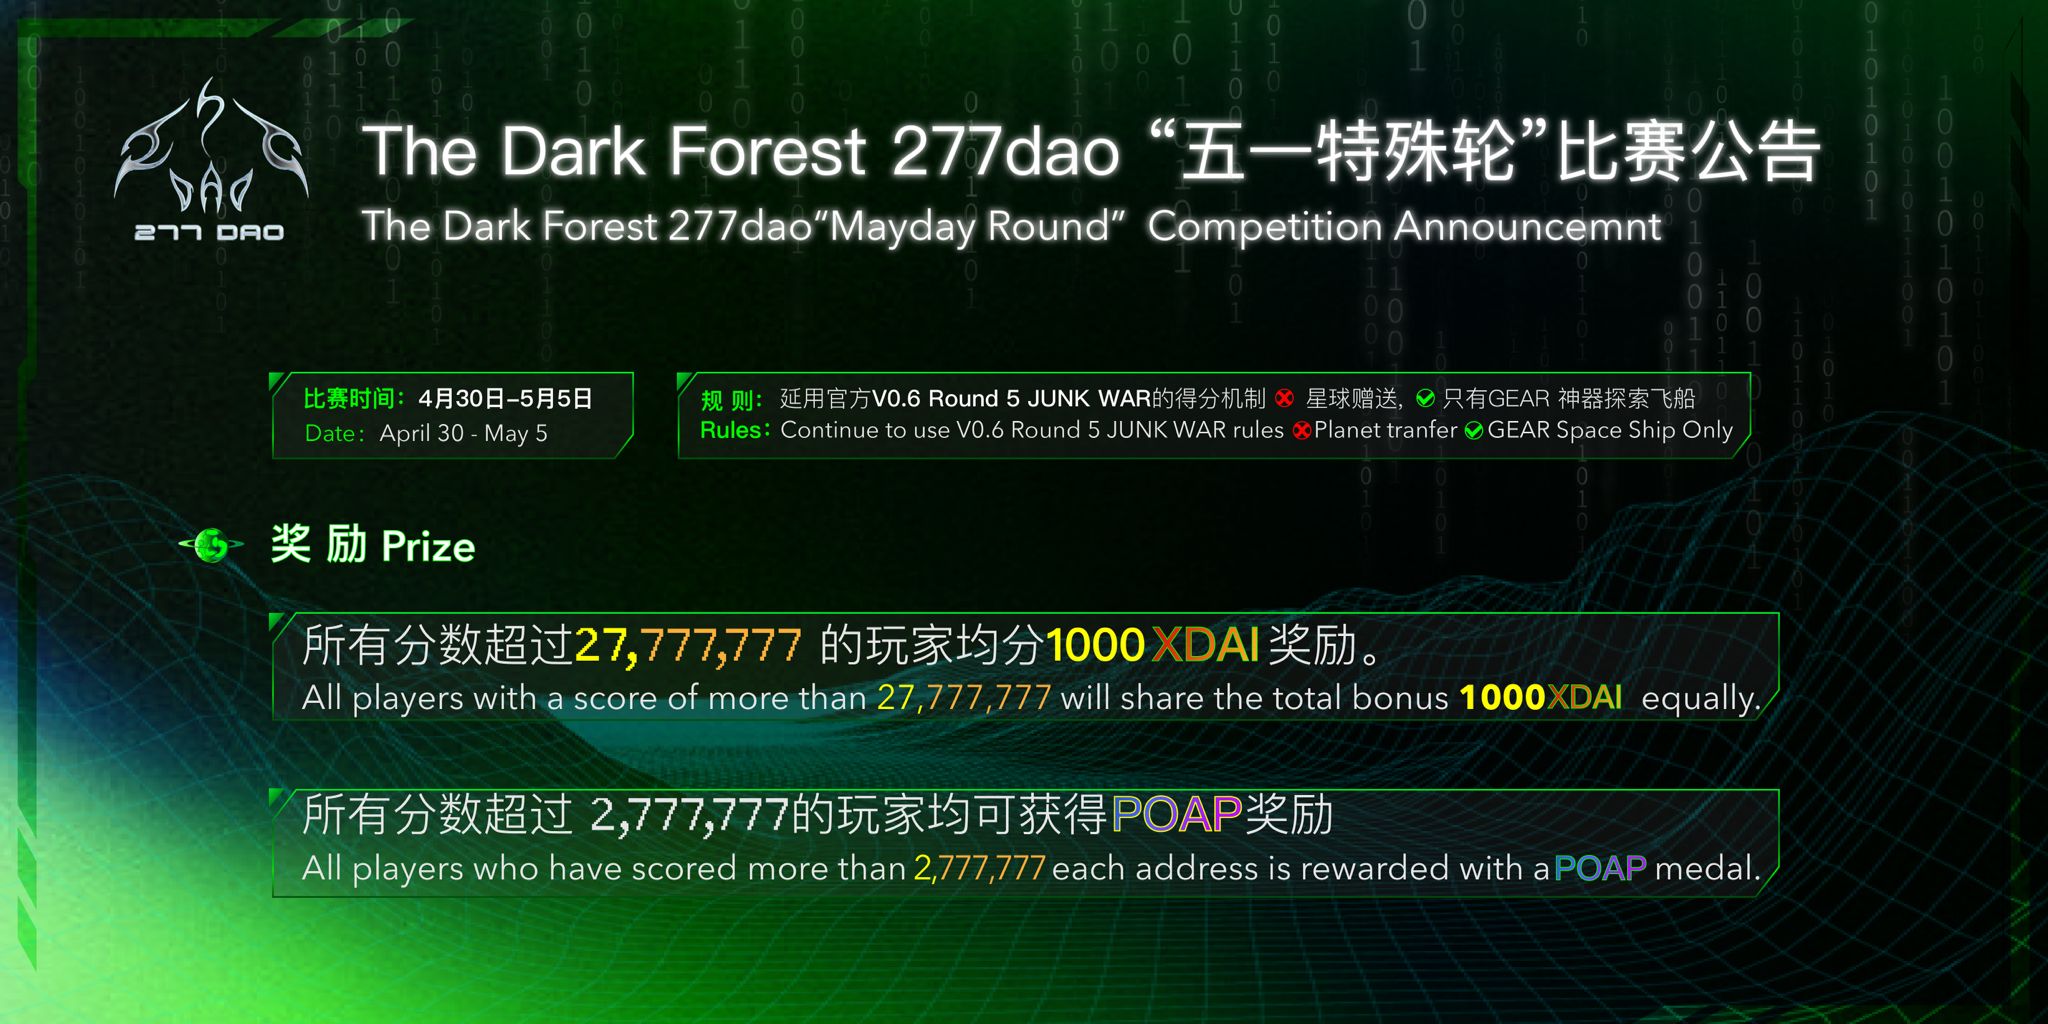 277 DAO
The Dark Forest 277dao “五一特殊轮”比赛公告
The Dark Forest 277dao“Mayday Round” Competition Announcemnt
比赛时间：4月30日–5月5日
Date： April 30 - May 5
规 则： 延用官方V0.6 Round 5 JUNK WAR的得分机制 星球赠送, 只有GEAR 神器探索飞船
Rules： Continue to use V0.6 Round 5 JUNK WAR rules Planet tranfer GEAR Space Ship Only
奖 励 Prize
所有分数超过27,777,777 的玩家均分1000 XDAI 奖励。
All players with a score of more than 27,777,777 will share the total bonus 1000XDAI equally.
所有分数超过 2,777,777的玩家均可获得POAP奖励
All players who have scored more than 2,777,777 each address is rewarded with a POAP medal.